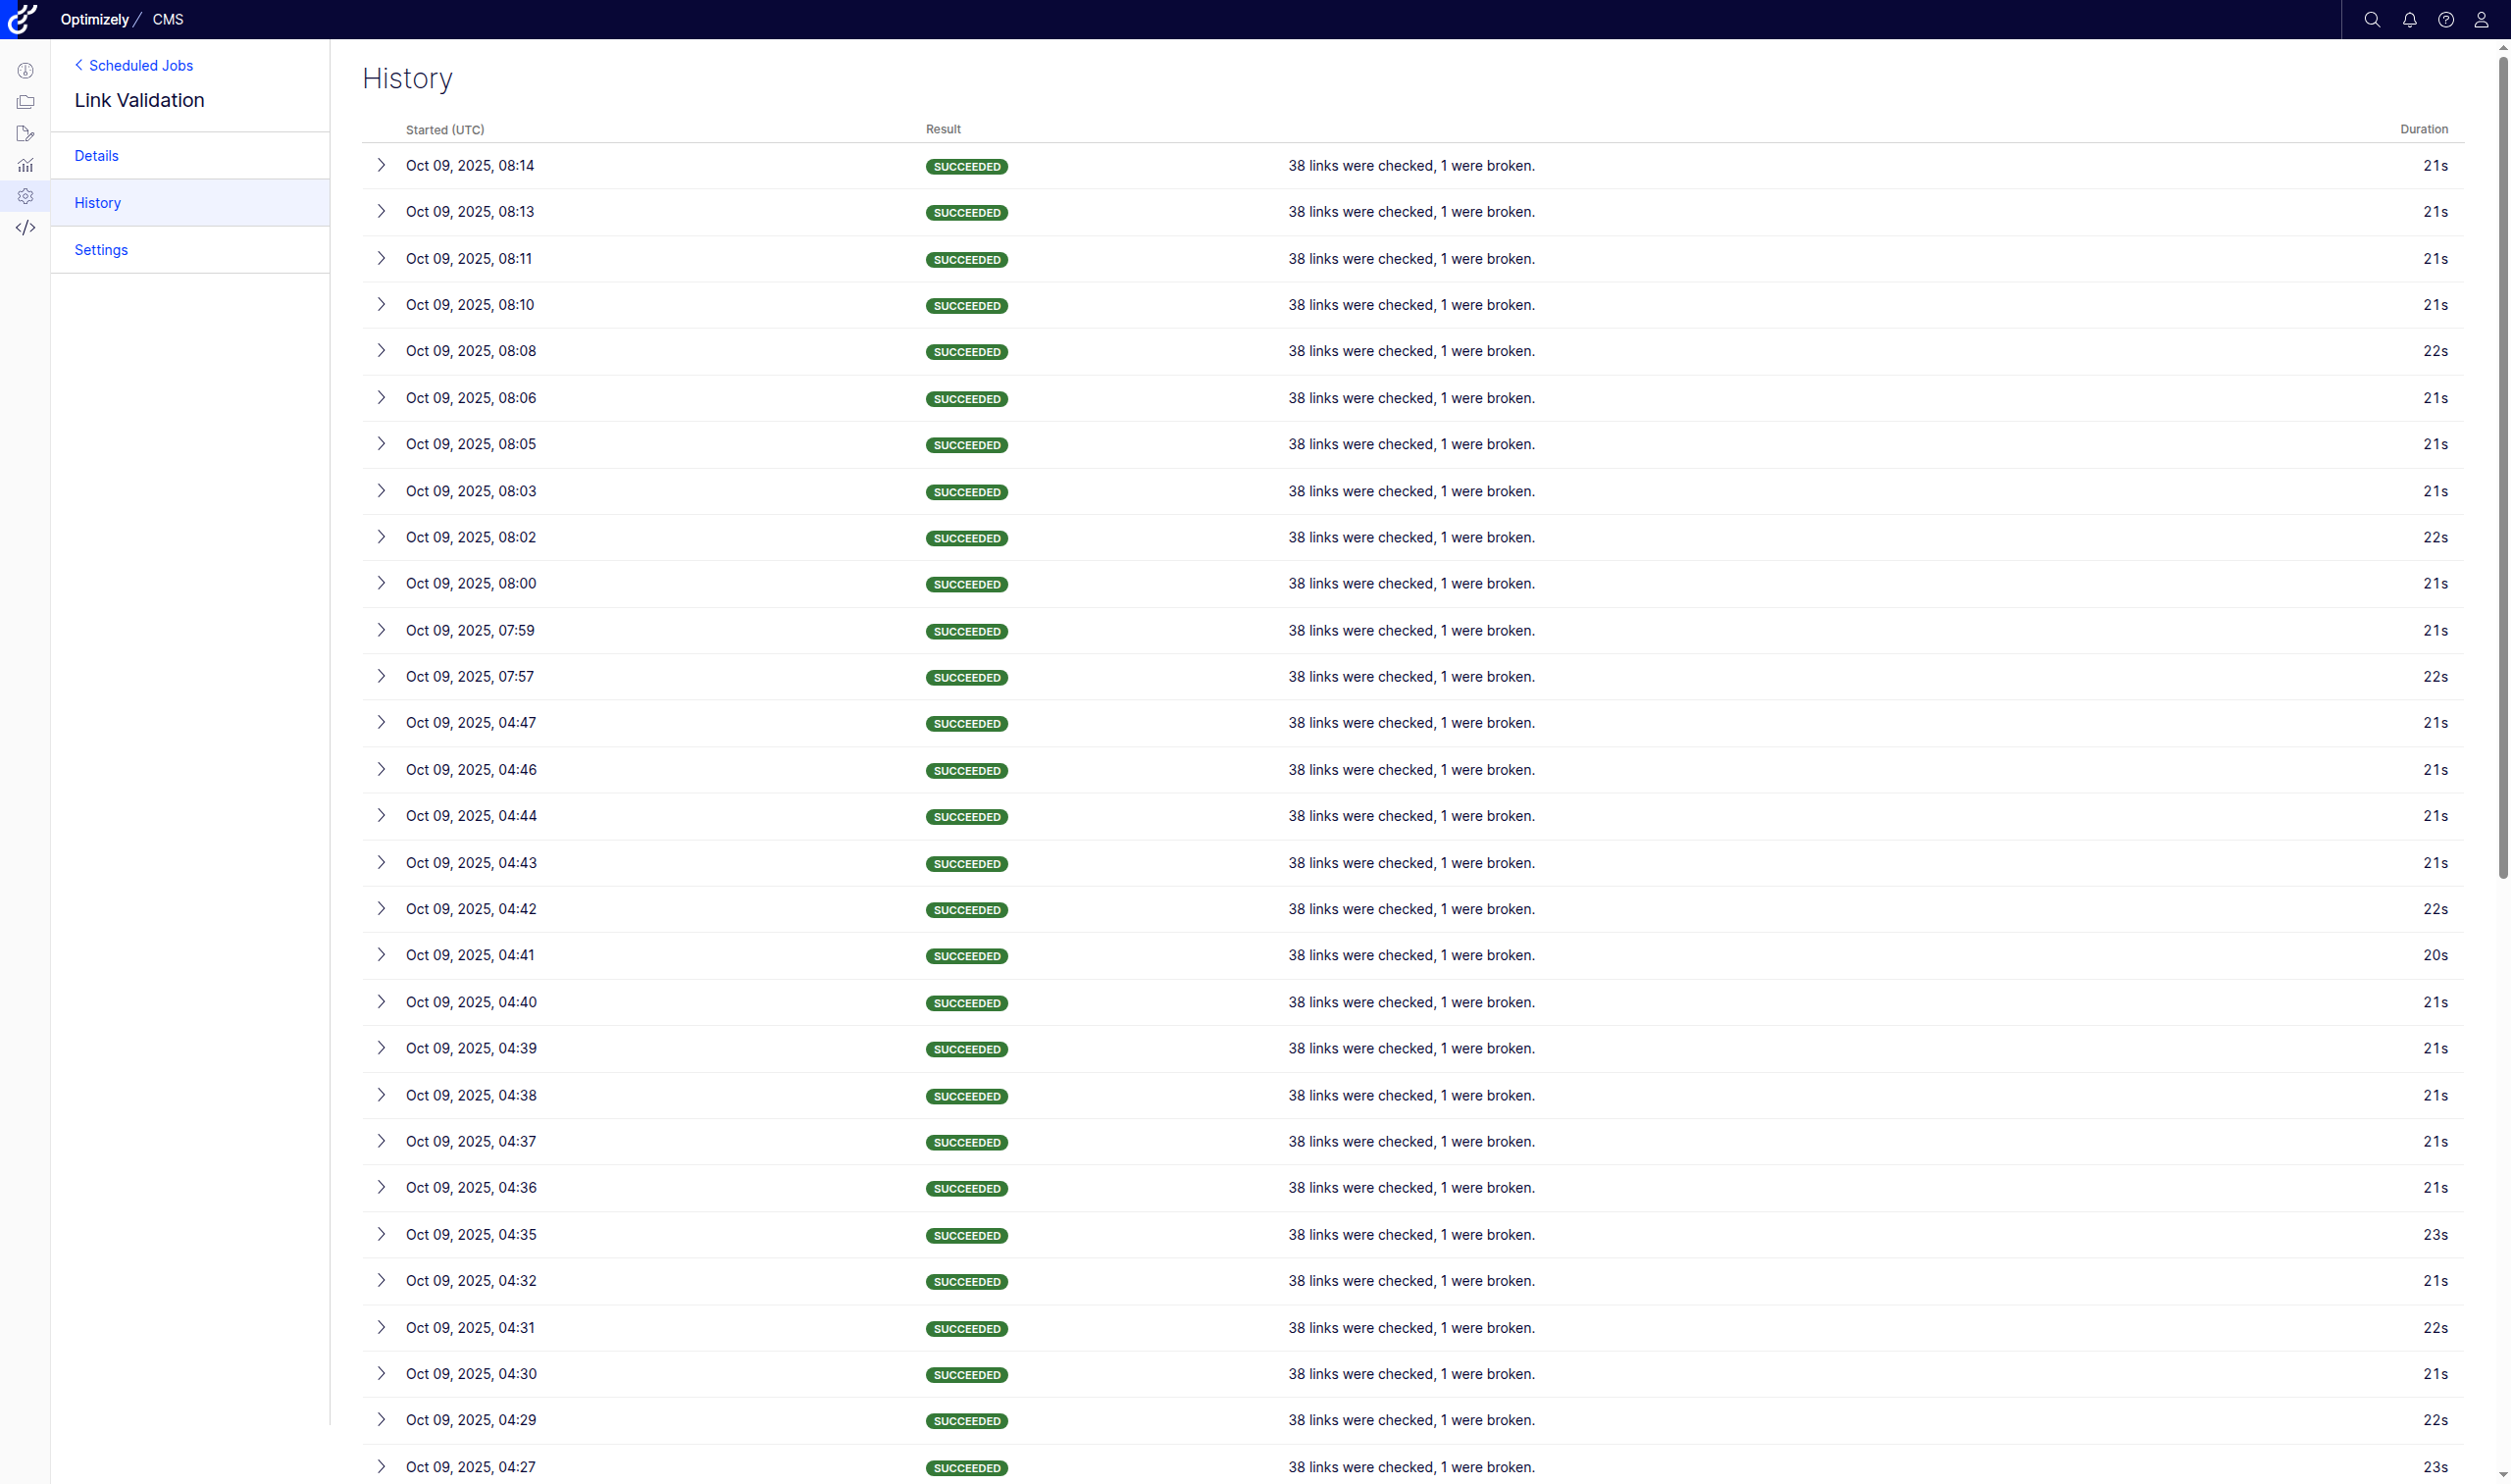 Optimizely / CMS
Scheduled Jobs
Link Validation
Details
History
Settings
History
Started (UTC) Result Duration
Oct 09, 2025, 08:14 SUCCEEDED 38 links were checked, 1 were broken. 21s
Oct 09, 2025, 08:13 SUCCEEDED 38 links were checked, 1 were broken. 21s
Oct 09, 2025, 08:11 SUCCEEDED 38 links were checked, 1 were broken. 21s
Oct 09, 2025, 08:10 SUCCEEDED 38 links were checked, 1 were broken. 21s
Oct 09, 2025, 08:08 SUCCEEDED 38 links were checked, 1 were broken. 22s
Oct 09, 2025, 08:06 SUCCEEDED 38 links were checked, 1 were broken. 21s
Oct 09, 2025, 08:05 SUCCEEDED 38 links were checked, 1 were broken. 21s
Oct 09, 2025, 08:03 SUCCEEDED 38 links were checked, 1 were broken. 21s
Oct 09, 2025, 08:02 SUCCEEDED 38 links were checked, 1 were broken. 22s
Oct 09, 2025, 08:00 SUCCEEDED 38 links were checked, 1 were broken. 21s
Oct 09, 2025, 07:59 SUCCEEDED 38 links were checked, 1 were broken. 21s
Oct 09, 2025, 07:57 SUCCEEDED 38 links were checked, 1 were broken. 22s
Oct 09, 2025, 04:47 SUCCEEDED 38 links were checked, 1 were broken. 21s
Oct 09, 2025, 04:46 SUCCEEDED 38 links were checked, 1 were broken. 21s
Oct 09, 2025, 04:44 SUCCEEDED 38 links were checked, 1 were broken. 21s
Oct 09, 2025, 04:43 SUCCEEDED 38 links were checked, 1 were broken. 21s
Oct 09, 2025, 04:42 SUCCEEDED 38 links were checked, 1 were broken. 22s
Oct 09, 2025, 04:41 SUCCEEDED 38 links were checked, 1 were broken. 20s
Oct 09, 2025, 04:40 SUCCEEDED 38 links were checked, 1 were broken. 21s
Oct 09, 2025, 04:39 SUCCEEDED 38 links were checked, 1 were broken. 21s
Oct 09, 2025, 04:38 SUCCEEDED 38 links were checked, 1 were broken. 21s
Oct 09, 2025, 04:37 SUCCEEDED 38 links were checked, 1 were broken. 21s
Oct 09, 2025, 04:36 SUCCEEDED 38 links were checked, 1 were broken. 21s
Oct 09, 2025, 04:35 SUCCEEDED 38 links were checked, 1 were broken. 23s
Oct 09, 2025, 04:32 SUCCEEDED 38 links were checked, 1 were broken. 21s
Oct 09, 2025, 04:31 SUCCEEDED 38 links were checked, 1 were broken. 22s
Oct 09, 2025, 04:30 SUCCEEDED 38 links were checked, 1 were broken. 21s
Oct 09, 2025, 04:29 SUCCEEDED 38 links were checked, 1 were broken. 22s
Oct 09, 2025, 04:27 SUCCEEDED 38 links were checked, 1 were broken. 23s